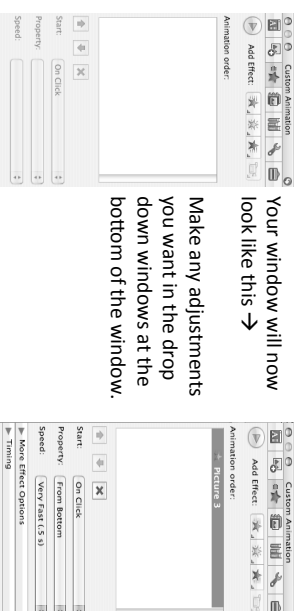 Custom Animation
Add Effect:
Animation order:
Start:
On Click
Property:
Speed:
Your window will now
look like this →
Make any adjustments
you want in the drop
down windows at the
bottom of the window.
Custom Animation
Add Effect:
Animation order:
Picture 3
Start:
On Click
Property:
From Bottom
Speed:
Very Fast (.5 s)
More Effect Options
Timing